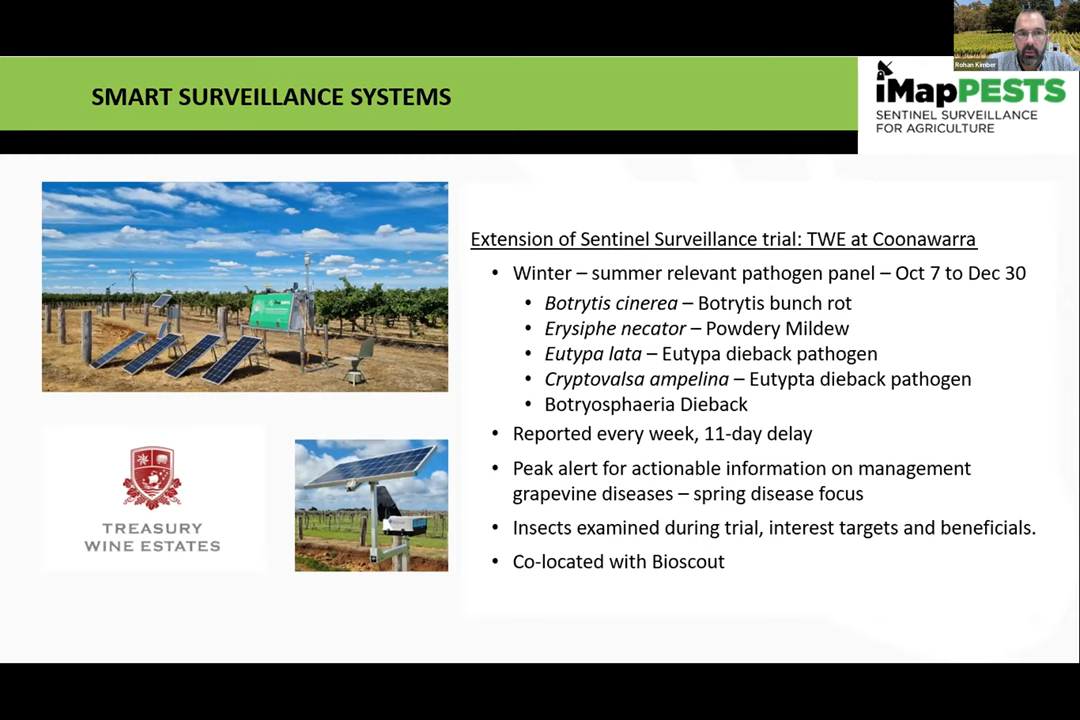 Rohan Kimber
SMART SURVEILLANCE SYSTEMS
iMapPESTS
SENTINEL SURVEILLANCE
FOR AGRICULTURE
Extension of Sentinel Surveillance trial: TWE at Coonawarra
• Winter – summer relevant pathogen panel – Oct 7 to Dec 30
• Botrytis cinerea – Botrytis bunch rot
• Erysiphe necator – Powdery Mildew
• Eutypa lata – Eutypa dieback pathogen
• Cryptovalsa ampelina – Eutypta dieback pathogen
• Botryosphaeria Dieback
• Reported every week, 11-day delay
• Peak alert for actionable information on management
grapevine diseases – spring disease focus
• Insects examined during trial, interest targets and beneficials.
• Co-located with Bioscout
TREASURY
WINE ESTATES